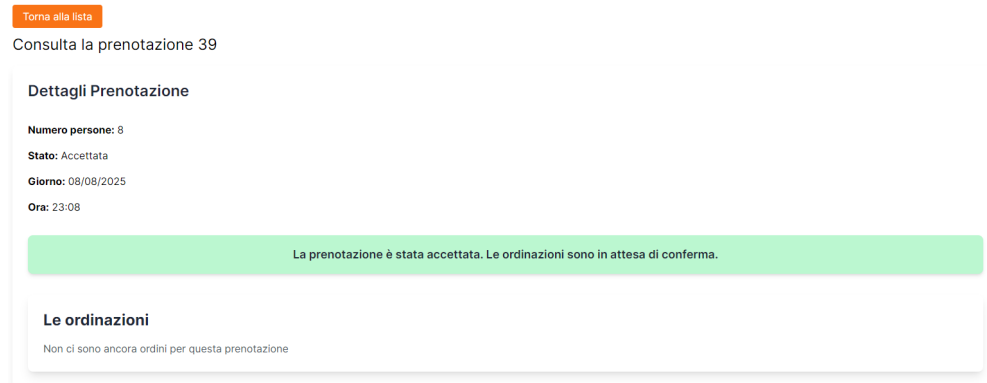 Torna alla lista
Consulta la prenotazione 39
Dettagli Prenotazione
Numero persone: 8
Stato: Accettata
Giorno: 08/08/2025
Ora: 23:08
La prenotazione è stata accettata. Le ordinazioni sono in attesa di conferma.
Le ordinazioni
Non ci sono ancora ordini per questa prenotazione